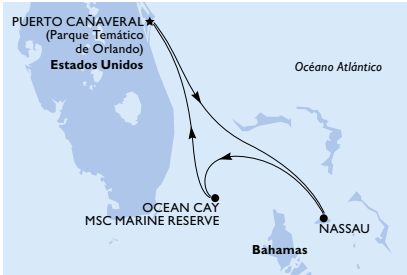 PUERTO CAÑAVERAL
(Parque Temático
de Orlando)
Estados Unidos
Océano Atlántico
OCEAN CAY
MSC MARINE RESERVE
NASSAU
Bahamas